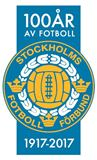 100ÅR
AV FOTBOLL
STOCKHOLMS
FOTBOLL FÖRBUND
1917-2017